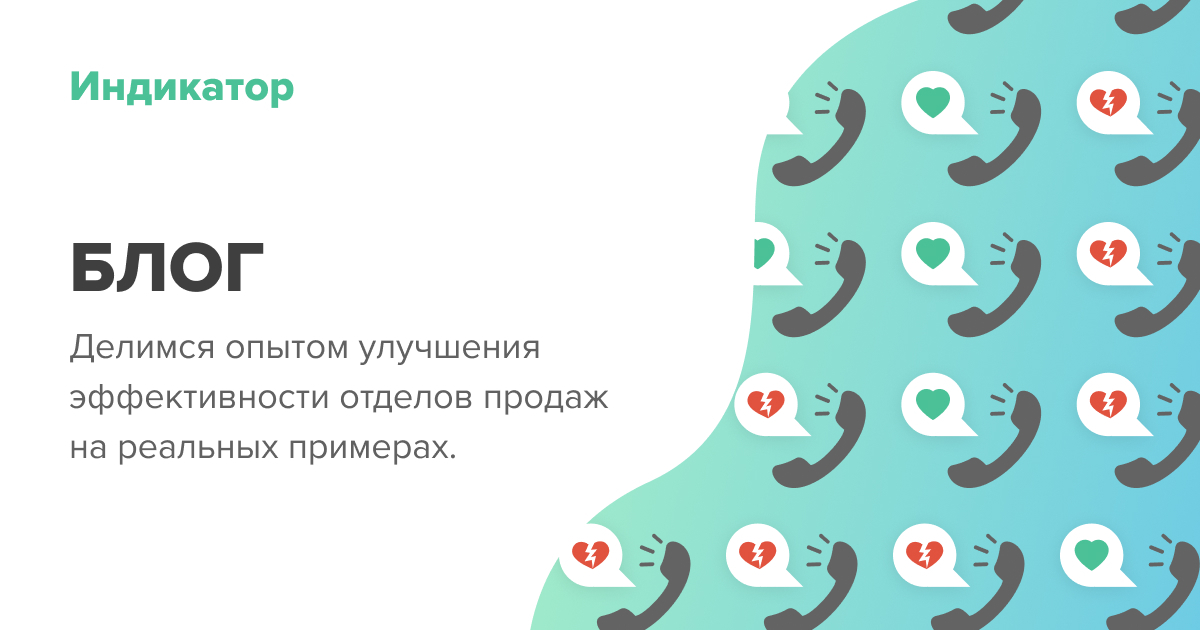 Индикатор
БЛОГ
Делимся опытом улучшения
эффективности отделов продаж
на реальных примерах.